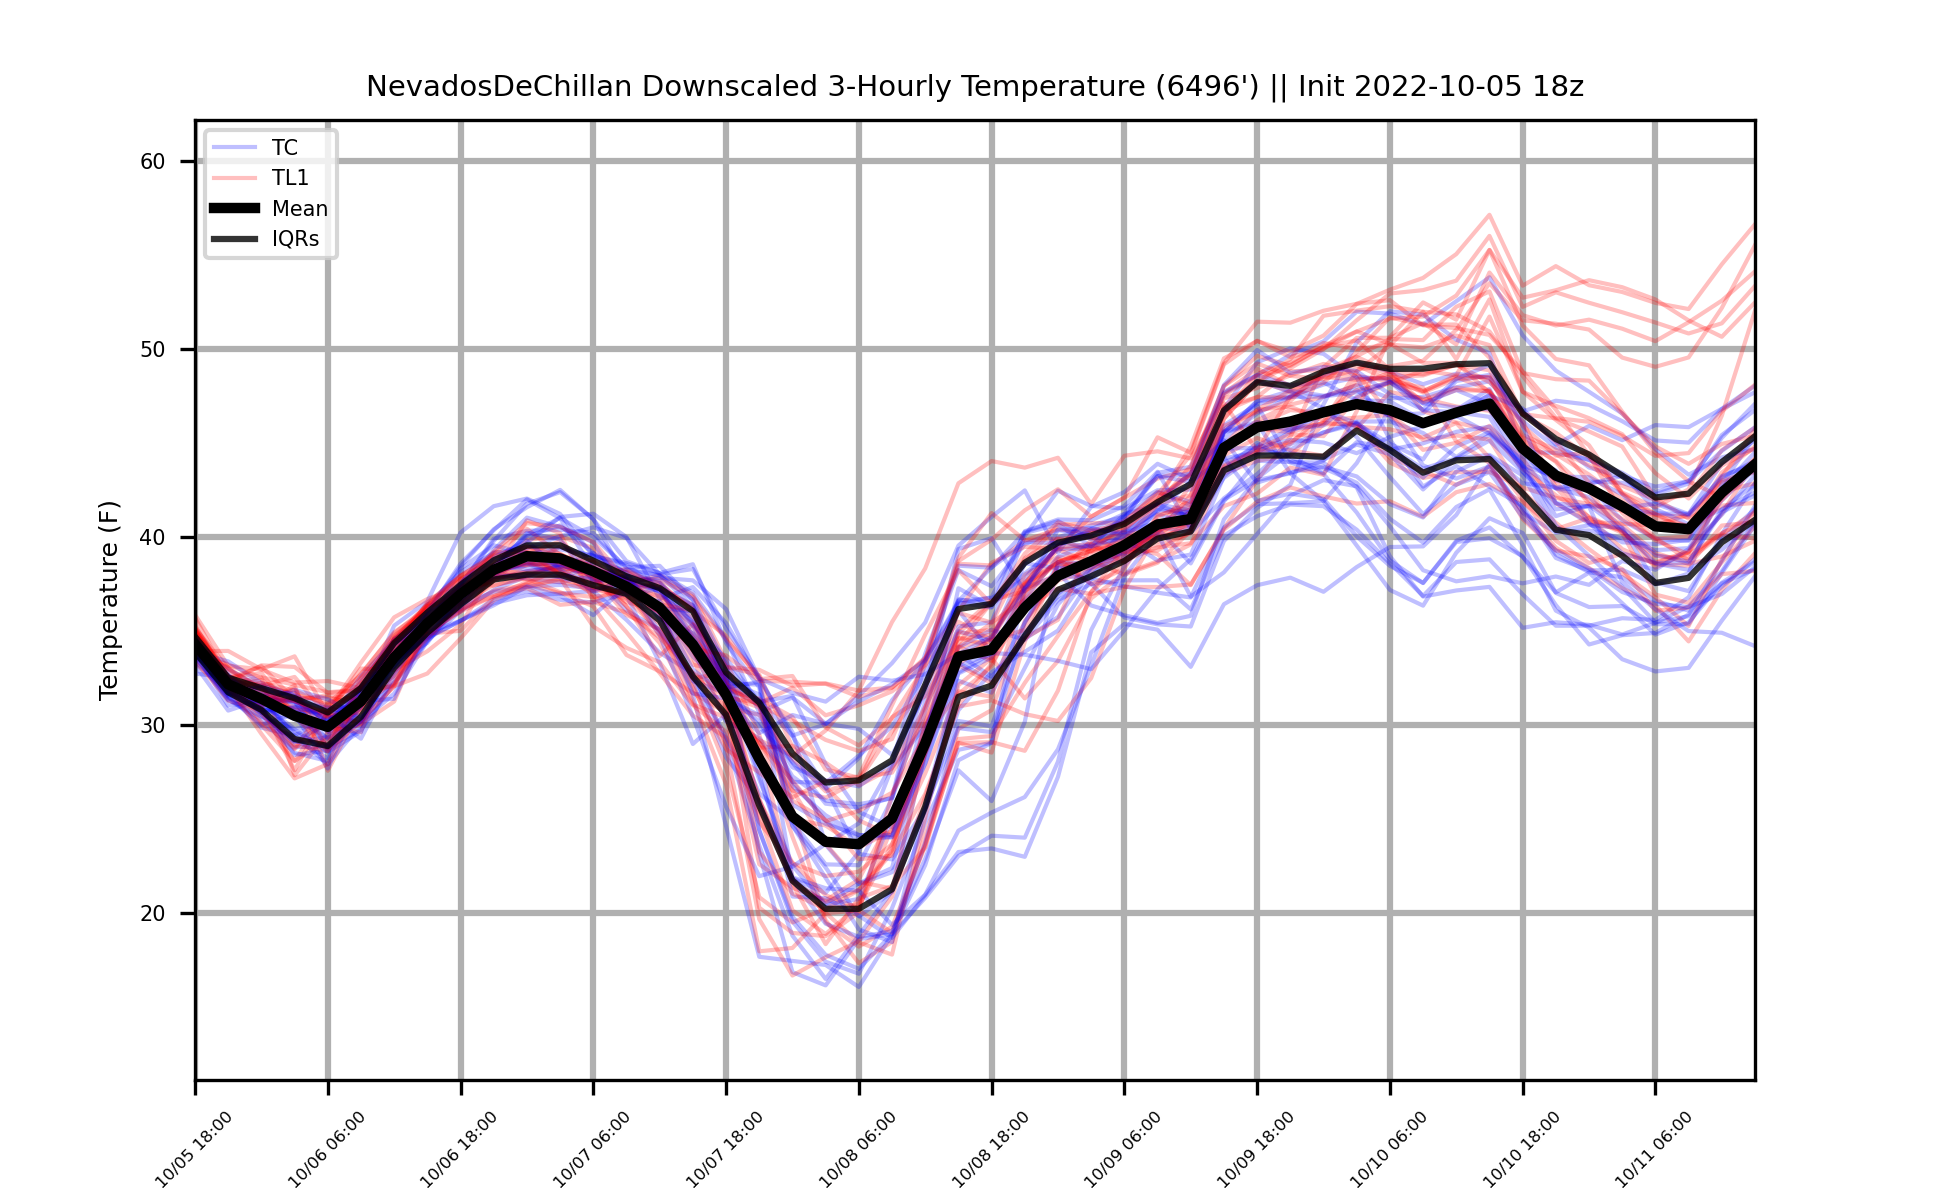 NevadosDeChillan Downscaled 3-Hourly Temperature (6496') || Init 2022-10-05 18z
TC
TL1
Mean
IQRs
Temperature (F)
60
50
40
30
20
10/05 18:00
10/06 06:00
10/06 18:00
10/07 06:00
10/07 18:00
10/08 06:00
10/08 18:00
10/09 06:00
10/09 18:00
10/10 06:00
10/10 18:00
10/11 06:00